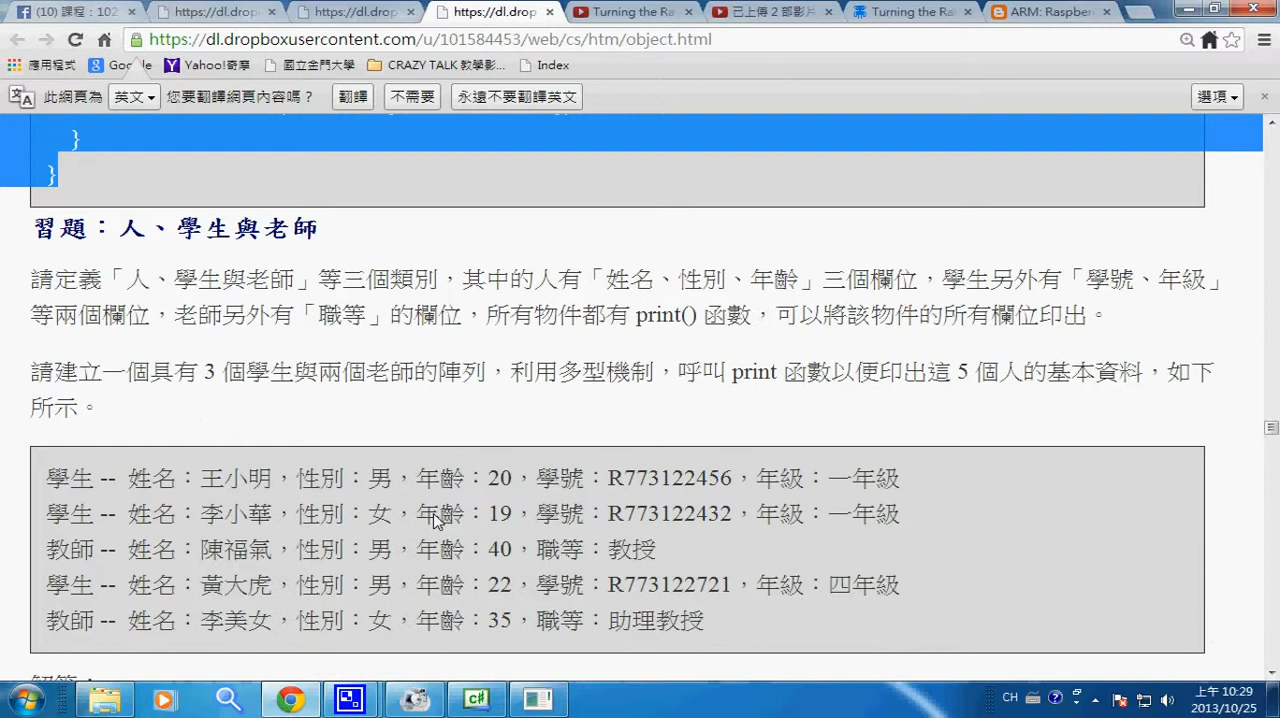 (10) 課程：102
https://dl.drop
https://dl.drop
https://dl.drop
Turning the Ra
已上傳 2 部影片
Turning the Ra
ARM: Raspber
https://dl.dropboxusercontent.com/u/101584453/web/cs/htm/object.html
應用程式
Google
Yahoo!奇摩
國立金門大學
CRAZY TALK 教學影...
Index
此網頁為 英文 您要翻譯網頁內容嗎？ 翻譯 不需要 永遠不要翻譯英文 選項
}
}
習題：人、學生與老師
請定義「人、學生與老師」等三個類別，其中的人有「姓名、性別、年齡」三個欄位，學生另外有「學號、年級」
等兩個欄位，老師另外有「職等」的欄位，所有物件都有 print() 函數，可以將該物件的所有欄位印出。
請建立一個具有 3 個學生與兩個老師的陣列，利用多型機制，呼叫 print 函數以便印出這 5 個人的基本資料，如下
所示。
學生 -- 姓名：王小明，性別：男，年齡：20，學號：R773122456，年級：一年級
學生 -- 姓名：李小華，性別：女，年齡：19，學號：R773122432，年級：一年級
教師 -- 姓名：陳福氣，性別：男，年齡：40，職等：教授
學生 -- 姓名：黃大虎，性別：男，年齡：22，學號：R773122721，年級：四年級
教師 -- 姓名：李美女，性別：女，年齡：35，職等：助理教授
C#
CH
上午 10:29
2013/10/25